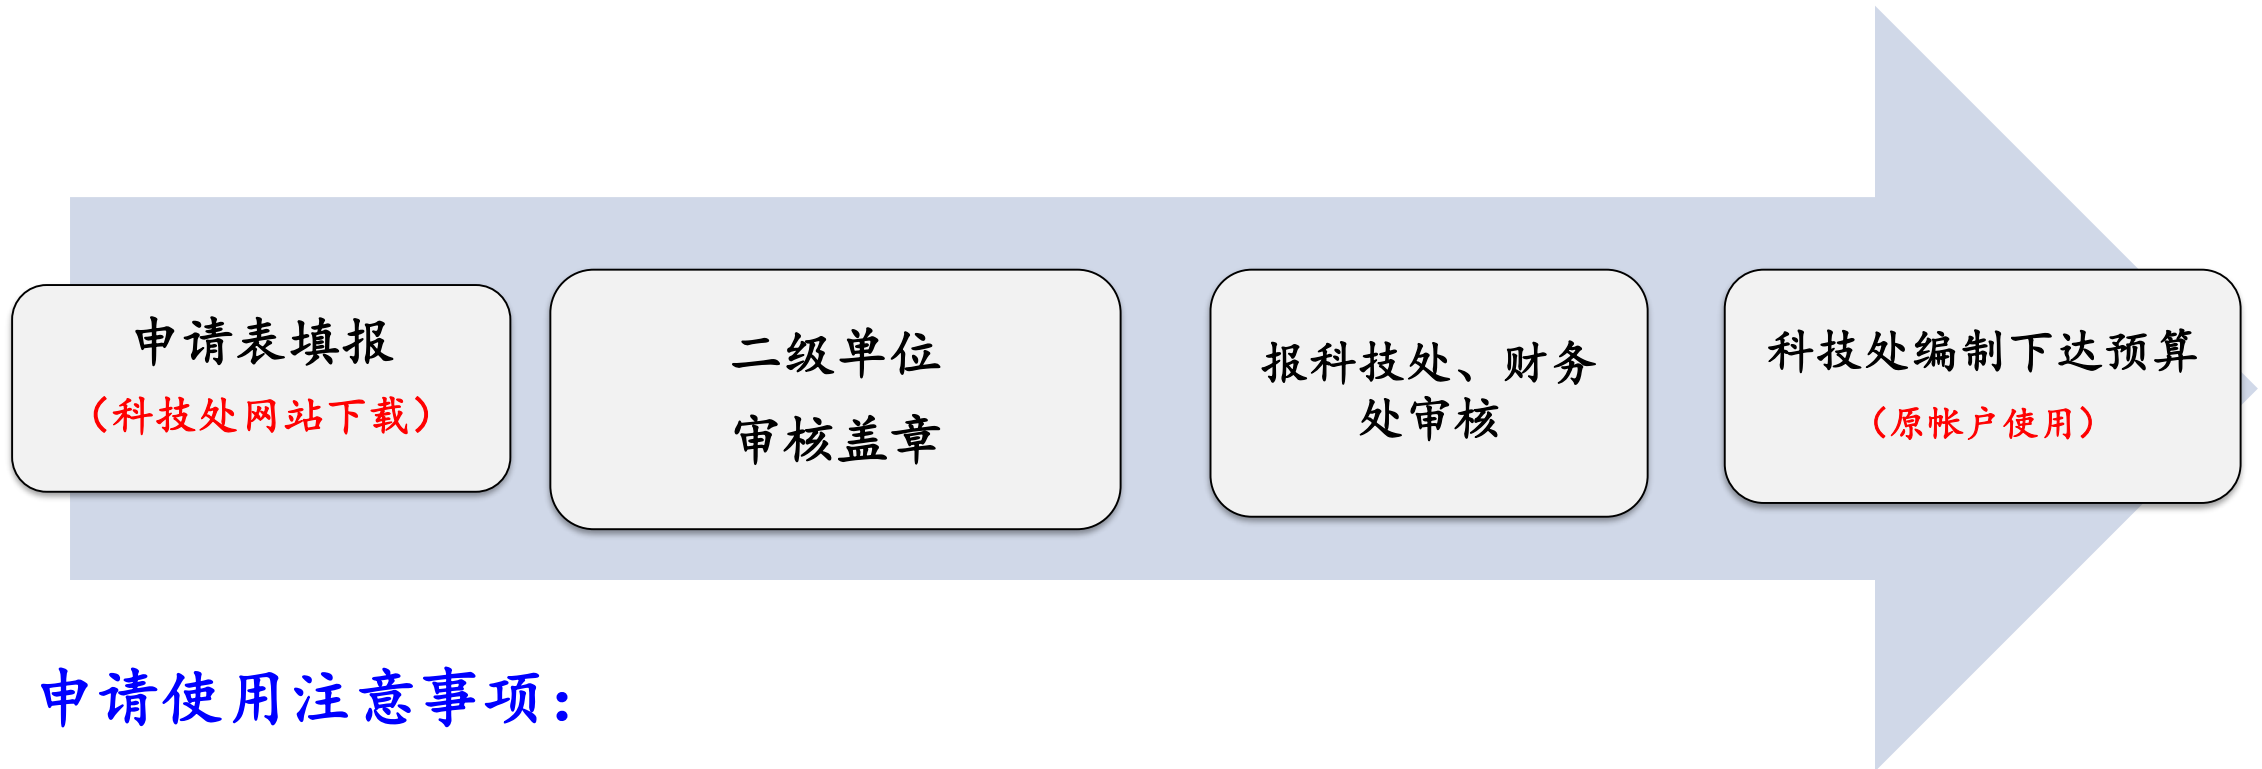 申请表填报
（科技处网站下载）
二级单位
审核盖章
报科技处、财务
处审核
科技处编制下达预算
（原帐户使用）
申请使用注意事项：